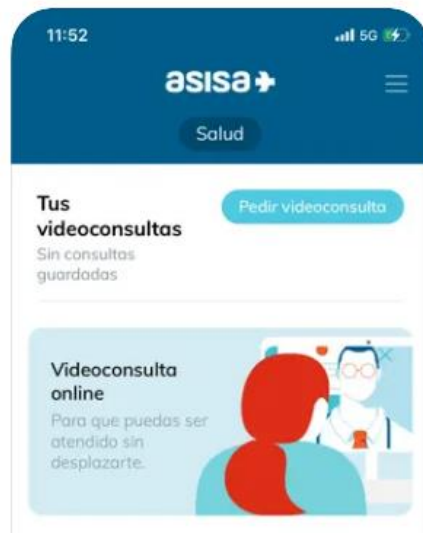 11:52
5G
asisa
Salud
Tus
videoconsultas
Pedir videoconsulta
Sin consultas
guardadas
Videoconsulta
online
Para que puedas ser
atendido sin
desplazarte.